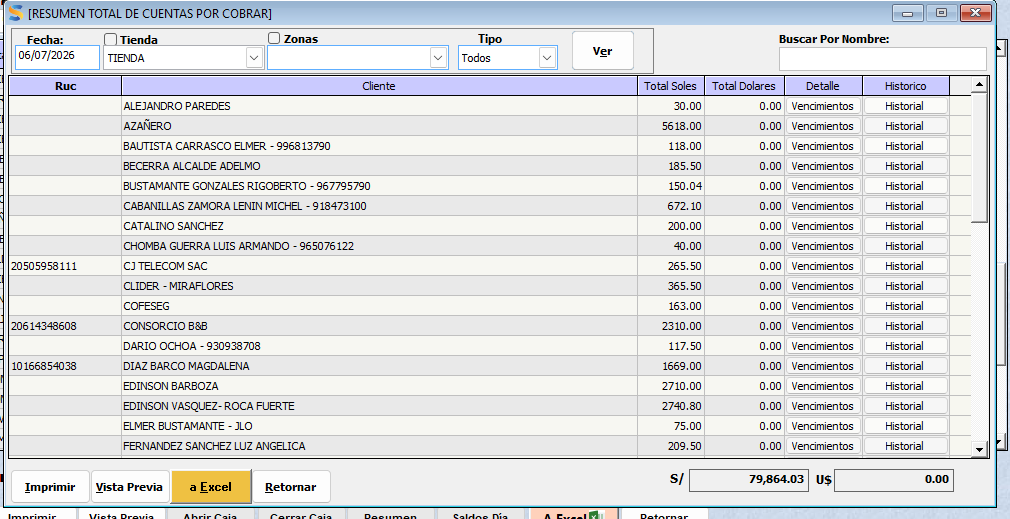 [RESUMEN TOTAL DE CUENTAS POR COBRAR]
Fecha: Tienda Zonas Tipo Buscar Por Nombre:
06/07/2026 TIENDA Todos Ver
Ruc Cliente Total Soles Total Dolares Detalle Historico
ALEJANDRO PAREDES 30.00 0.00 Vencimientos Historial
AZAÑERO 5618.00 0.00 Vencimientos Historial
BAUTISTA CARRASCO ELMER - 996813790 118.00 0.00 Vencimientos Historial
BECERRA ALCALDE ADELMO 185.50 0.00 Vencimientos Historial
BUSTAMANTE GONZALES RIGOBERTO - 967795790 150.04 0.00 Vencimientos Historial
CABANILLAS ZAMORA LENIN MICHEL - 918473100 672.10 0.00 Vencimientos Historial
CATALINO SANCHEZ 200.00 0.00 Vencimientos Historial
CHOMBA GUERRA LUIS ARMANDO - 965076122 40.00 0.00 Vencimientos Historial
20505958111 CJ TELECOM SAC 265.50 0.00 Vencimientos Historial
CLIDER - MIRAFLORES 365.50 0.00 Vencimientos Historial
COFESEG 163.00 0.00 Vencimientos Historial
20614348608 CONSORCIO B&B 2310.00 0.00 Vencimientos Historial
DARIO OCHOA - 930938708 117.50 0.00 Vencimientos Historial
10166854038 DIAZ BARCO MAGDALENA 1669.00 0.00 Vencimientos Historial
EDINSON BARBOZA 2710.00 0.00 Vencimientos Historial
EDINSON VASQUEZ- ROCA FUERTE 2740.80 0.00 Vencimientos Historial
ELMER BUSTAMANTE - JLO 75.00 0.00 Vencimientos Historial
FERNANDEZ SANCHEZ LUZ ANGELICA 209.50 0.00 Vencimientos Historial
Imprimir Vista Previa a Excel Retornar S/ 79,864.03 U$ 0.00
Imprimir Vista Previa Abrir Caja Cerrar Caja Resumen Saldos Día A Excel Retornar